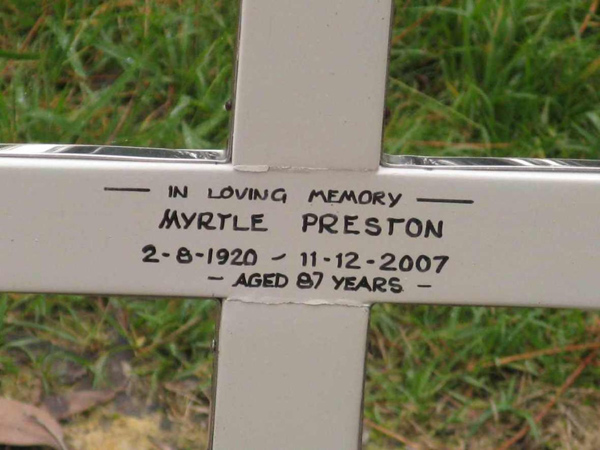 IN LOVING MEMORY
MYRTLE PRESTON
2-8-1920 - 11-12-2007
- AGED 87 YEARS -